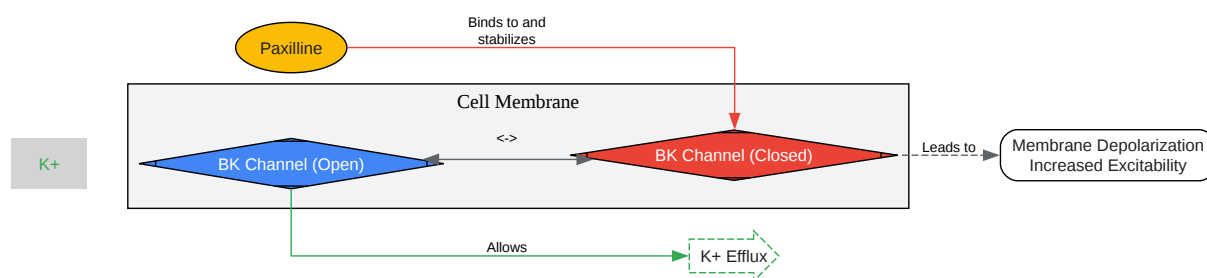 Binds to and
stabilizes
Paxilline
Cell Membrane
<->
K+
BK Channel (Open)
BK Channel (Closed)
Leads to
Membrane Depolarization
Increased Excitability
Allows
K+ Efflux